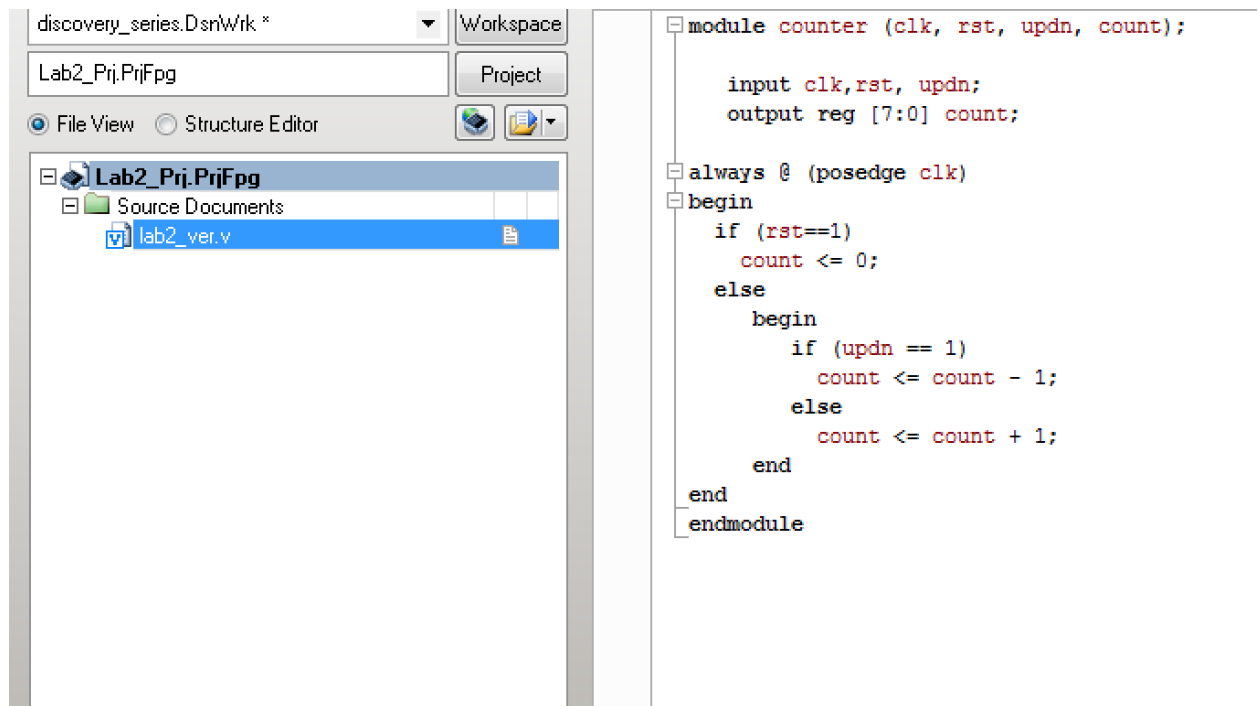 discovery_series.DsnWrk *
Workspace
Lab2_Prj.PrjFpg
Project
File View
Structure Editor
Lab2_Prj.PrjFpg
Source Documents
lab2_ver.v
module counter (clk, rst, updn, count);
input clk,rst, updn;
output reg [7:0] count;
always @ (posedge clk)
begin
if (rst==1)
count <= 0;
else
begin
if (updn == 1)
count <= count - 1;
else
count <= count + 1;
end
end
endmodule